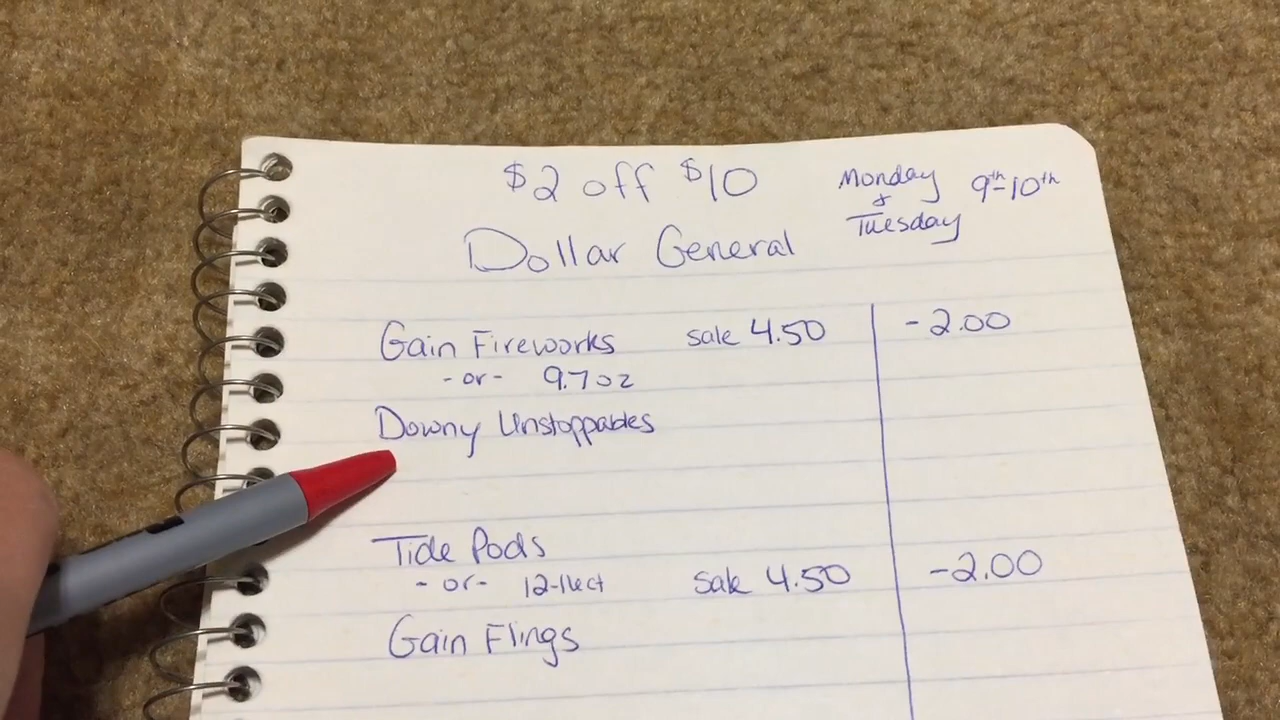 $2 off $10
Monday & Tuesday 9th-10th
Dollar General
Gain Fireworks sale 4.50 -2.00
-or- 9.7oz
Downy Unstoppables
Tide Pods
-or- 12-16ct sale 4.50 -2.00
Gain Flings